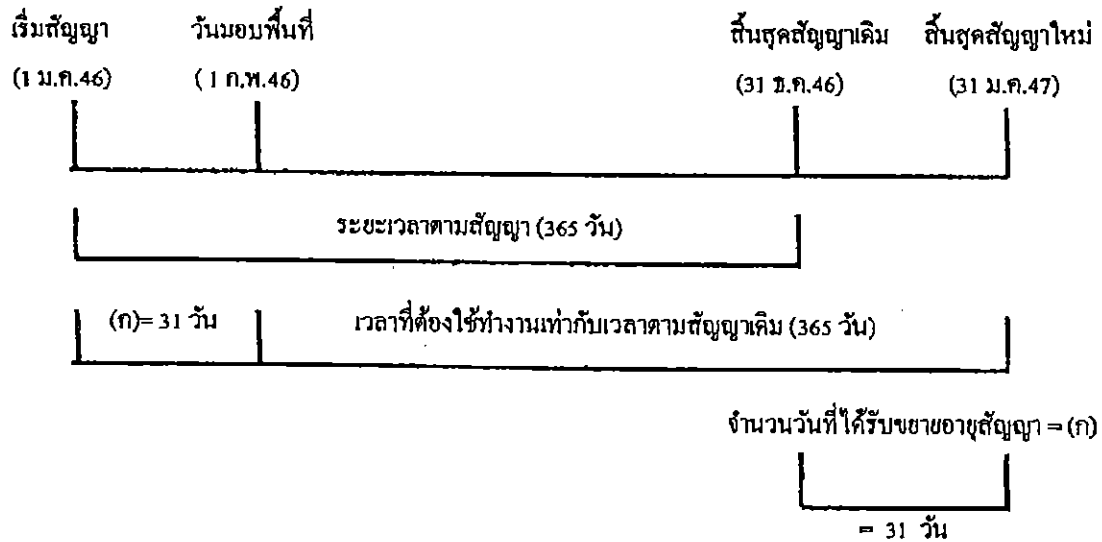 เริ่มสัญญา วันมอบพื้นที่ สิ้นสุดสัญญาเดิม สิ้นสุดสัญญาใหม่
(1 ม.ค.46) ( 1 ก.พ.46) (31 ธ.ค.46) (31 ม.ค.47)
ระยะเวลาตามสัญญา (365 วัน)
(ก)= 31 วัน เวลาที่ต้องใช้ทำงานเท่ากับเวลาตามสัญญาเดิม (365 วัน)
จำนวนวันที่ได้รับขยายอายุสัญญา = (ก)
= 31 วัน